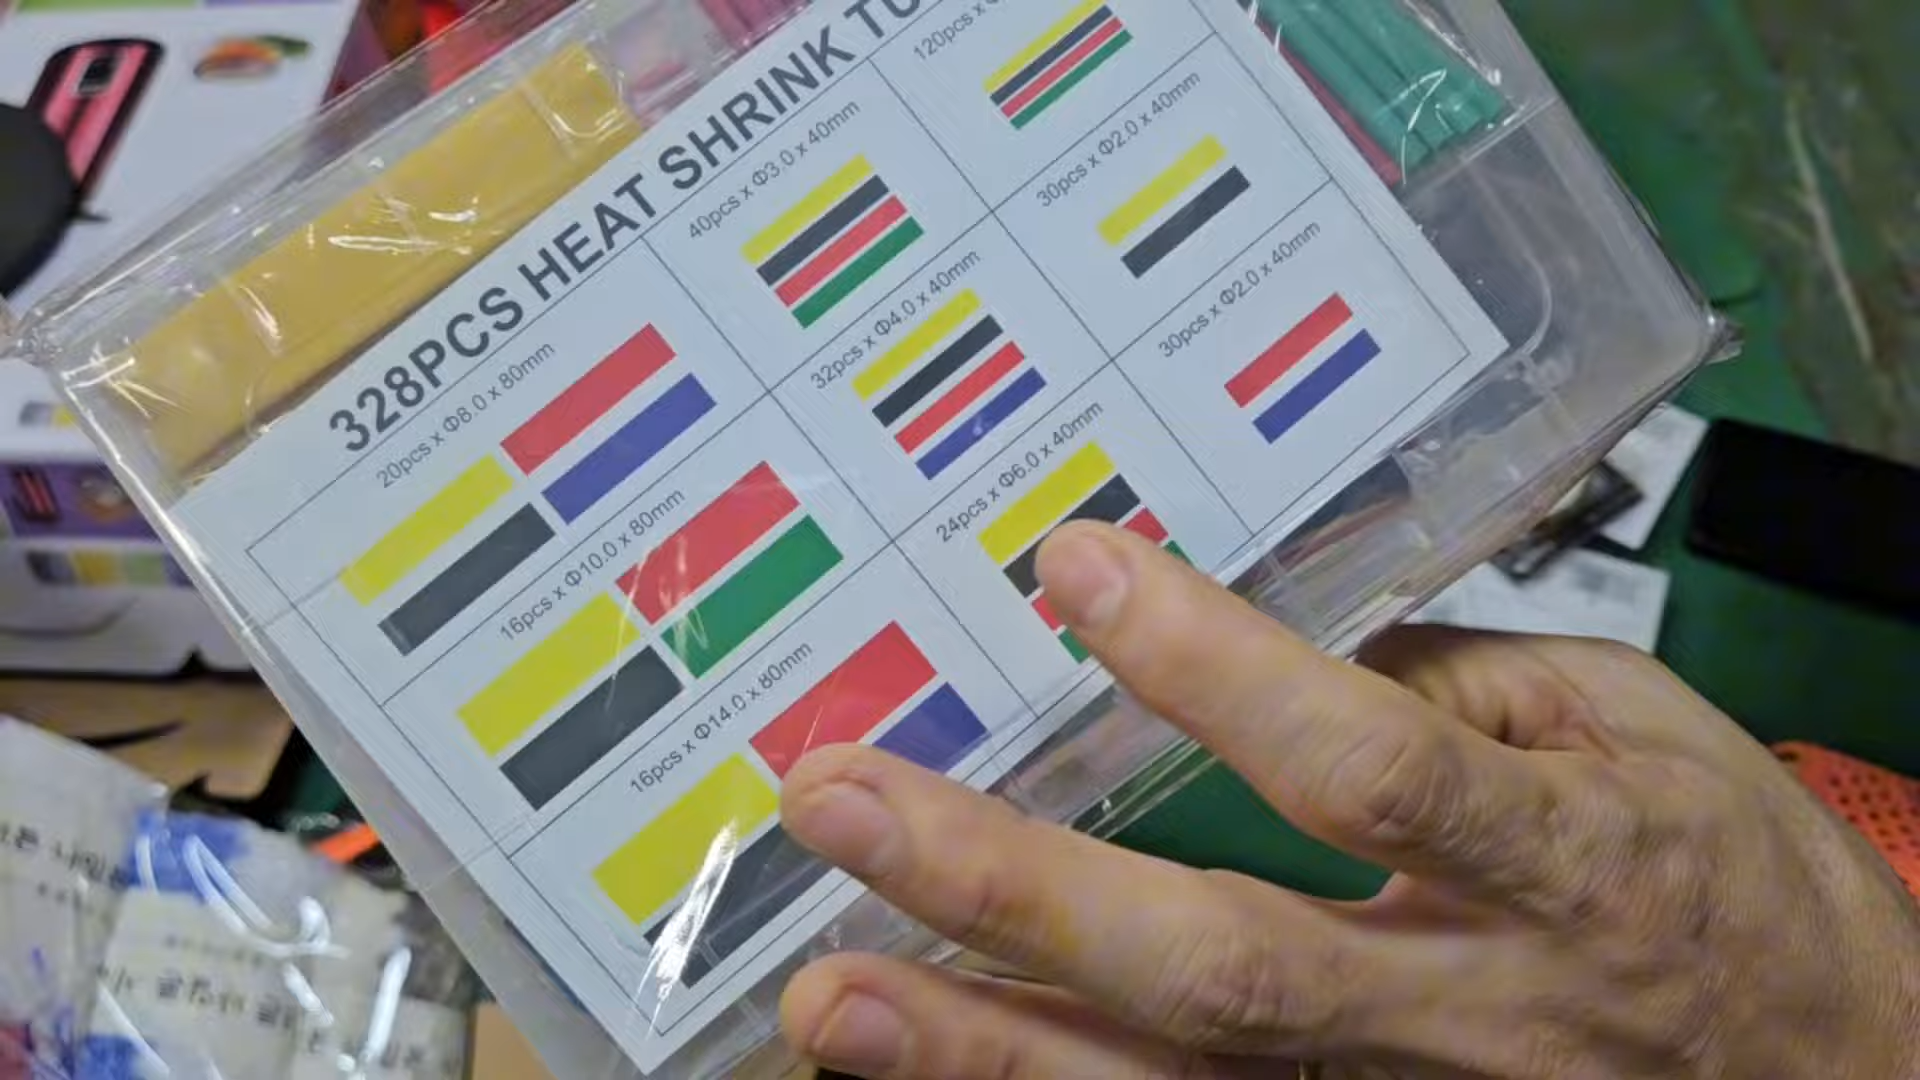 328PCS HEAT SHRINK TU
20pcs x Φ8.0 x 80mm
16pcs x Φ10.0 x 80mm
16pcs x Φ14.0 x 80mm
40pcs x Φ3.0 x 40mm
32pcs x Φ4.0 x 40mm
24pcs x Φ6.0 x 40mm
120pcs x
30pcs x Φ2.0 x 40mm
30pcs x Φ2.0 x 40mm